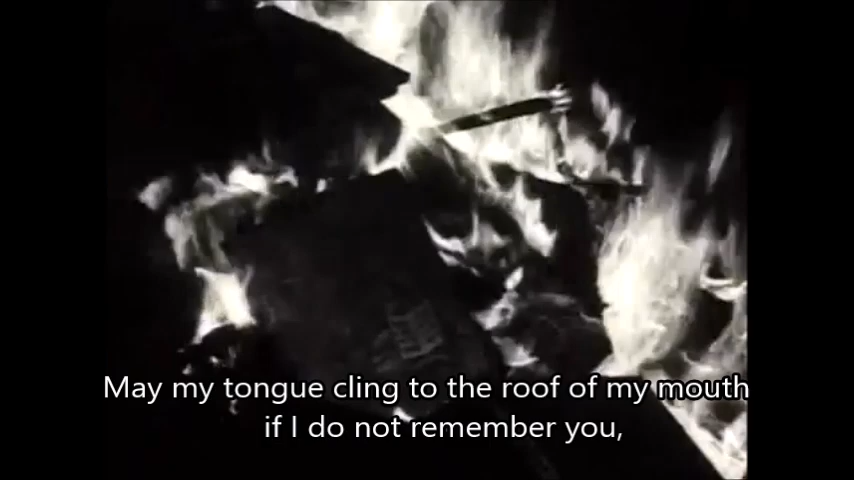 May my tongue cling to the roof of my mouth
if I do not remember you,